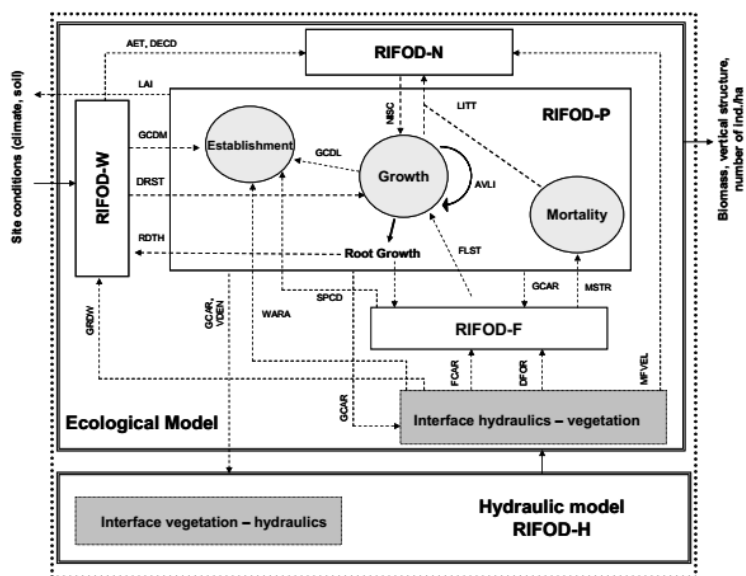 AET, DECD
RIFOD-N
LAI
NISC
LITT
RIFOD-P
GCDM
Establishment
GCDL
Growth
AVLI
Mortality
RIFOD-W
DRST
Site conditions (climate, soil)
Biomass, vertical structure,
number of ind./ha
RDTH
Root Growth
FLST
GRDW
GCAR,
VDEN
WARA
SPCD
GCAR
MSTR
RIFOD-F
GCAR
FCAR
DFOR
MFVEL
Ecological Model
Interface hydraulics – vegetation
Interface vegetation – hydraulics
Hydraulic model
RIFOD-H